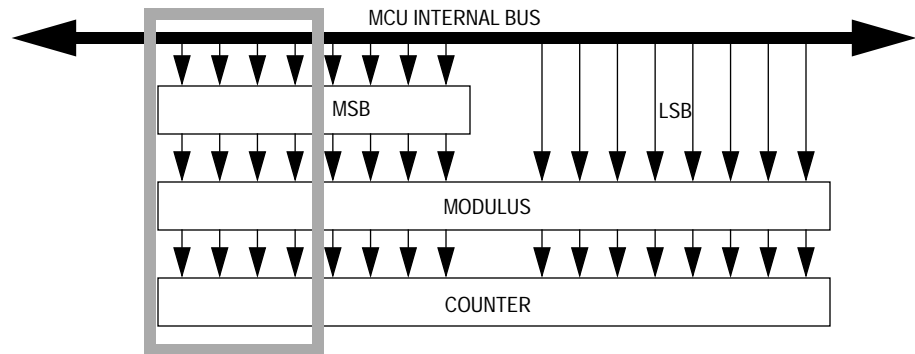 MCU INTERNAL BUS
MSB
LSB
MODULUS
COUNTER